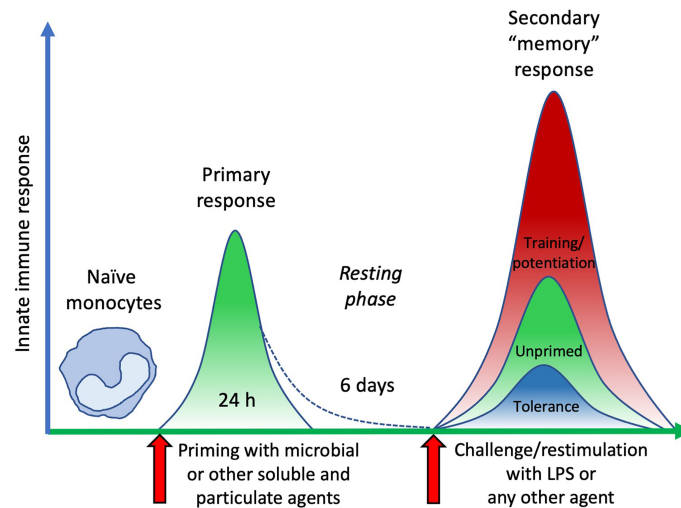 Secondary
“memory”
response
Innate immune response
Primary
response
Naïve
monocytes
Resting
phase
Training/
potentiation
Unprimed
Tolerance
24 h
6 days
Priming with microbial
or other soluble and
particulate agents
Challenge/restimulation
with LPS or
any other agent